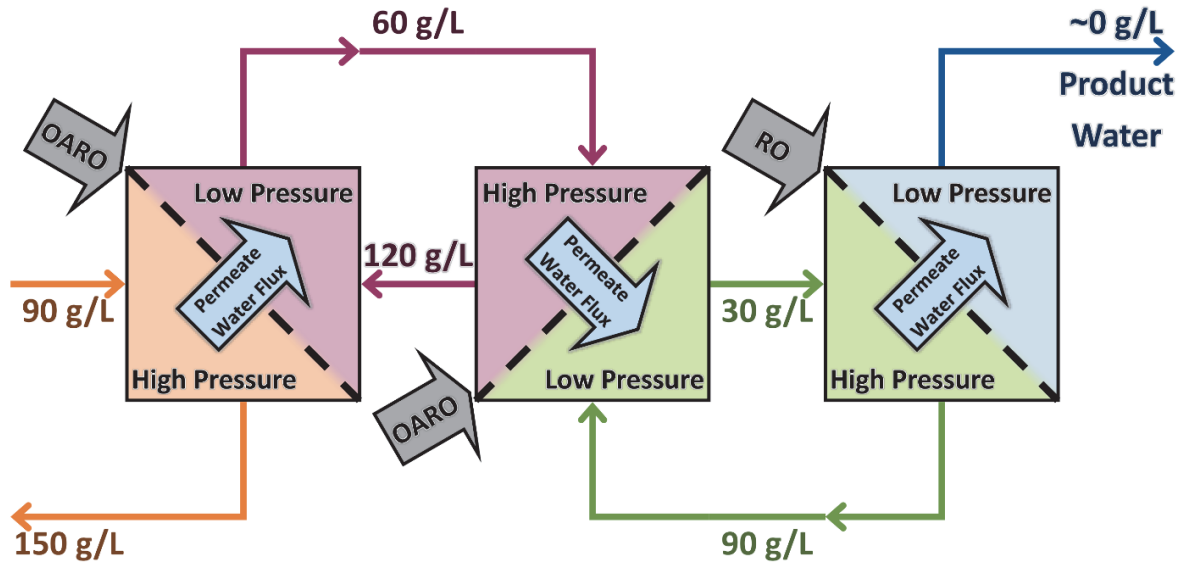 60 g/L
~0 g/L
Product
Water
OARO
RO
Low Pressure
High Pressure
Low Pressure
Permeate
Water Flux
120 g/L
Permeate
Water Flux
Permeate
Water Flux
90 g/L
30 g/L
High Pressure
Low Pressure
High Pressure
OARO
150 g/L
90 g/L